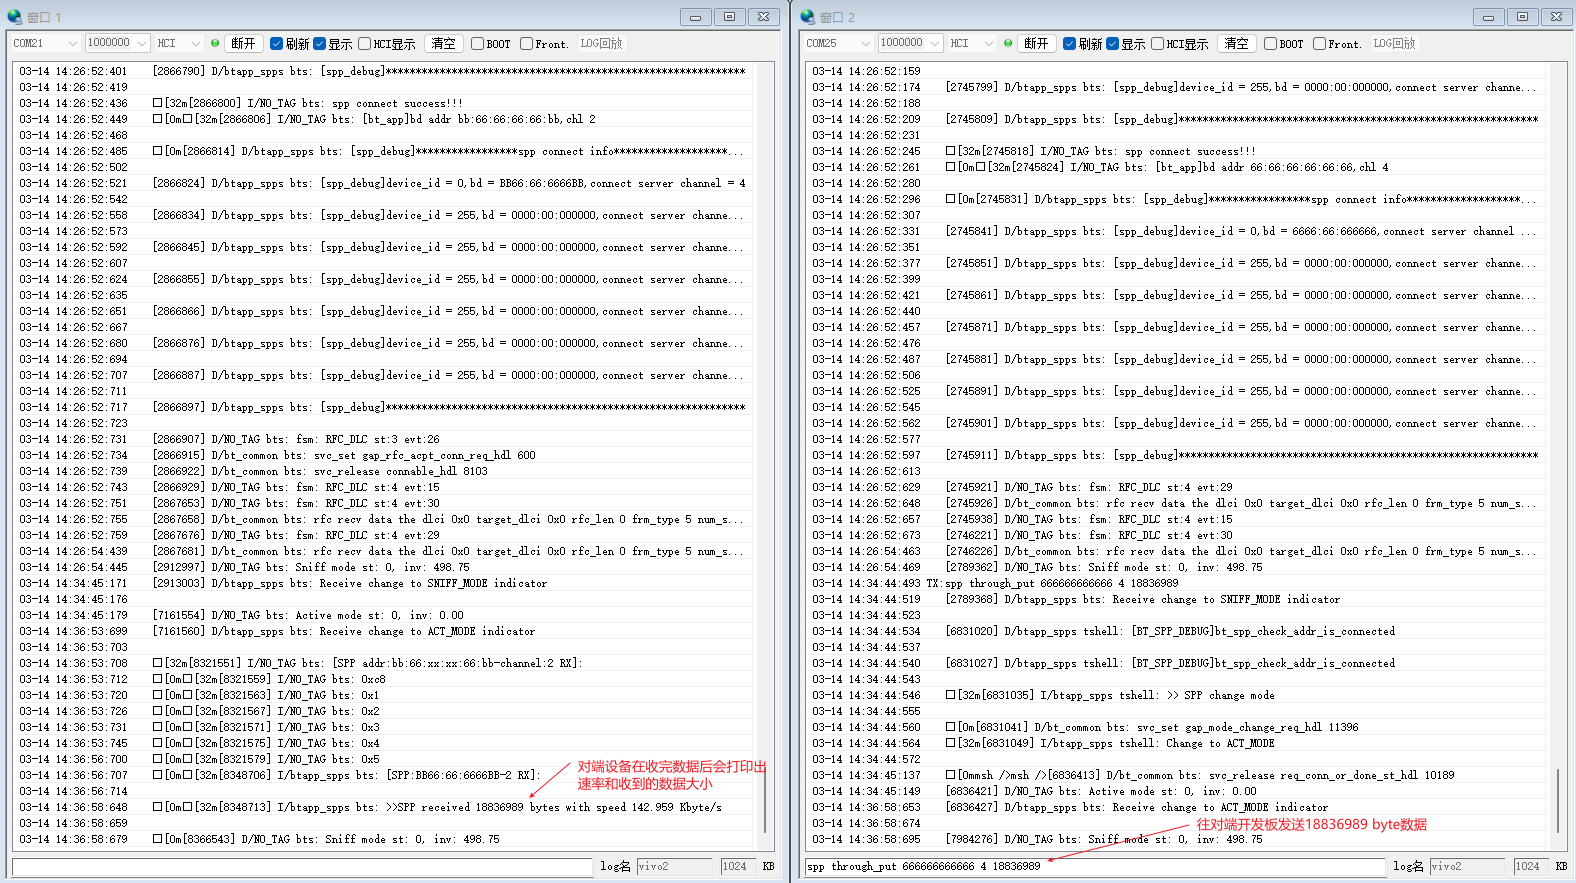 窗口 1
COM21 1000000 HCI 断开 刷新 显示 HCI显示 清空 BOOT Front. LOG回放
03-14 14:26:52:401 [2866790] D/btapp_spps bts: [spp_debug]************************************************************
03-14 14:26:52:419
03-14 14:26:52:436 □[32m[2866800] I/NO_TAG bts: spp connect success!!!
03-14 14:26:52:449 □[0m□[32m[2866806] I/NO_TAG bts: [bt_app]bd addr bb:66:66:66:66:bb,chl 2
03-14 14:26:52:468
03-14 14:26:52:485 □[0m[2866814] D/btapp_spps bts: [spp_debug]*****************spp connect info*******************...
03-14 14:26:52:502
03-14 14:26:52:521 [2866824] D/btapp_spps bts: [spp_debug]device_id = 0,bd = BB66:66:6666BB,connect server channel = 4
03-14 14:26:52:542
03-14 14:26:52:558 [2866834] D/btapp_spps bts: [spp_debug]device_id = 255,bd = 0000:00:000000,connect server channe...
03-14 14:26:52:573
03-14 14:26:52:592 [2866845] D/btapp_spps bts: [spp_debug]device_id = 255,bd = 0000:00:000000,connect server channe...
03-14 14:26:52:607
03-14 14:26:52:624 [2866855] D/btapp_spps bts: [spp_debug]device_id = 255,bd = 0000:00:000000,connect server channe...
03-14 14:26:52:635
03-14 14:26:52:651 [2866866] D/btapp_spps bts: [spp_debug]device_id = 255,bd = 0000:00:000000,connect server channe...
03-14 14:26:52:667
03-14 14:26:52:680 [2866876] D/btapp_spps bts: [spp_debug]device_id = 255,bd = 0000:00:000000,connect server channe...
03-14 14:26:52:694
03-14 14:26:52:707 [2866887] D/btapp_spps bts: [spp_debug]device_id = 255,bd = 0000:00:000000,connect server channe...
03-14 14:26:52:711
03-14 14:26:52:717 [2866897] D/btapp_spps bts: [spp_debug]************************************************************
03-14 14:26:52:723
03-14 14:26:52:731 [2866907] D/NO_TAG bts: fsm: RFC_DLC st:3 evt:26
03-14 14:26:52:734 [2866915] D/bt_common bts: svc_set gap_rfc_acpt_conn_req_hdl 600
03-14 14:26:52:739 [2866922] D/bt_common bts: svc_release connable_hdl 8103
03-14 14:26:52:743 [2866929] D/NO_TAG bts: fsm: RFC_DLC st:4 evt:15
03-14 14:26:52:751 [2867653] D/NO_TAG bts: fsm: RFC_DLC st:4 evt:30
03-14 14:26:52:755 [2867658] D/bt_common bts: rfc recv data the dlci 0x0 target_dlci 0x0 rfc_len 0 frm_type 5 num_s...
03-14 14:26:52:759 [2867676] D/NO_TAG bts: fsm: RFC_DLC st:4 evt:29
03-14 14:26:54:439 [2867681] D/bt_common bts: rfc recv data the dlci 0x0 target_dlci 0x0 rfc_len 0 frm_type 5 num_s...
03-14 14:26:54:445 [2912997] D/NO_TAG bts: Sniff mode st: 0, inv: 498.75
03-14 14:34:45:171 [2913003] D/btapp_spps bts: Receive change to SNIFF_MODE indicator
03-14 14:34:45:176
03-14 14:34:45:179 [7161554] D/NO_TAG bts: Active mode st: 0, inv: 0.00
03-14 14:36:53:699 [7161560] D/btapp_spps bts: Receive change to ACT_MODE indicator
03-14 14:36:53:703
03-14 14:36:53:708 □[32m[8321551] I/NO_TAG bts: [SPP addr:bb:66:xx:xx:66:bb-channel:2 RX]:
03-14 14:36:53:712 □[0m□[32m[8321559] I/NO_TAG bts: 0xc8
03-14 14:36:53:720 □[0m□[32m[8321563] I/NO_TAG bts: 0x1
03-14 14:36:53:726 □[0m□[32m[8321567] I/NO_TAG bts: 0x2
03-14 14:36:53:731 □[0m□[32m[8321571] I/NO_TAG bts: 0x3
03-14 14:36:53:745 □[0m□[32m[8321575] I/NO_TAG bts: 0x4
03-14 14:36:56:700 □[0m□[32m[8321579] I/NO_TAG bts: 0x5
03-14 14:36:56:707 □[0m□[32m[8348706] I/btapp_spps bts: [SPP:BB66:66:6666BB-2 RX]:
03-14 14:36:56:714
03-14 14:36:58:648 □[0m□[32m[8348713] I/btapp_spps bts: >>SPP received 18836989 bytes with speed 142.959 Kbyte/s
03-14 14:36:58:659
03-14 14:36:58:679 □[0m[8366543] D/NO_TAG bts: Sniff mode st: 0, inv: 498.75
对端设备在收完数据后会打印出
速率和收到的数据大小
log名 vivo2 1024 KB
窗口 2
COM25 1000000 HCI 断开 刷新 显示 HCI显示 清空 BOOT Front. LOG回放
03-14 14:26:52:159
03-14 14:26:52:174 [2745799] D/btapp_spps bts: [spp_debug]device_id = 255,bd = 0000:00:000000,connect server channe...
03-14 14:26:52:188
03-14 14:26:52:209 [2745809] D/btapp_spps bts: [spp_debug]************************************************************
03-14 14:26:52:231
03-14 14:26:52:245 □[32m[2745818] I/NO_TAG bts: spp connect success!!!
03-14 14:26:52:261 □[0m□[32m[2745824] I/NO_TAG bts: [bt_app]bd addr 66:66:66:66:66:66,chl 4
03-14 14:26:52:280
03-14 14:26:52:296 □[0m[2745831] D/btapp_spps bts: [spp_debug]*****************spp connect info*******************...
03-14 14:26:52:307
03-14 14:26:52:331 [2745841] D/btapp_spps bts: [spp_debug]device_id = 0,bd = 6666:66:666666,connect server channel ...
03-14 14:26:52:351
03-14 14:26:52:377 [2745851] D/btapp_spps bts: [spp_debug]device_id = 255,bd = 0000:00:000000,connect server channe...
03-14 14:26:52:399
03-14 14:26:52:421 [2745861] D/btapp_spps bts: [spp_debug]device_id = 255,bd = 0000:00:000000,connect server channe...
03-14 14:26:52:440
03-14 14:26:52:457 [2745871] D/btapp_spps bts: [spp_debug]device_id = 255,bd = 0000:00:000000,connect server channe...
03-14 14:26:52:476
03-14 14:26:52:487 [2745881] D/btapp_spps bts: [spp_debug]device_id = 255,bd = 0000:00:000000,connect server channe...
03-14 14:26:52:506
03-14 14:26:52:525 [2745891] D/btapp_spps bts: [spp_debug]device_id = 255,bd = 0000:00:000000,connect server channe...
03-14 14:26:52:545
03-14 14:26:52:562 [2745901] D/btapp_spps bts: [spp_debug]device_id = 255,bd = 0000:00:000000,connect server channe...
03-14 14:26:52:577
03-14 14:26:52:597 [2745911] D/btapp_spps bts: [spp_debug]************************************************************
03-14 14:26:52:613
03-14 14:26:52:629 [2745921] D/NO_TAG bts: fsm: RFC_DLC st:4 evt:29
03-14 14:26:52:648 [2745926] D/bt_common bts: rfc recv data the dlci 0x0 target_dlci 0x0 rfc_len 0 frm_type 5 num_s...
03-14 14:26:52:657 [2745938] D/NO_TAG bts: fsm: RFC_DLC st:4 evt:15
03-14 14:26:52:673 [2746221] D/NO_TAG bts: fsm: RFC_DLC st:4 evt:30
03-14 14:26:54:463 [2746226] D/bt_common bts: rfc recv data the dlci 0x0 target_dlci 0x0 rfc_len 0 frm_type 5 num_s...
03-14 14:26:54:469 [2789362] D/NO_TAG bts: Sniff mode st: 0, inv: 498.75
03-14 14:34:44:493 TX:spp through_put 666666666666 4 18836989
03-14 14:34:44:519 [2789368] D/btapp_spps bts: Receive change to SNIFF_MODE indicator
03-14 14:34:44:523
03-14 14:34:44:534 [6831020] D/btapp_spps tshell: [BT_SPP_DEBUG]bt_spp_check_addr_is_connected
03-14 14:34:44:537
03-14 14:34:44:540 [6831027] D/btapp_spps tshell: [BT_SPP_DEBUG]bt_spp_check_addr_is_connected
03-14 14:34:44:543
03-14 14:34:44:546 □[32m[6831035] I/btapp_spps tshell: >> SPP change mode
03-14 14:34:44:555
03-14 14:34:44:560 □[0m[6831041] D/bt_common bts: svc_set gap_mode_change_req_hdl 11396
03-14 14:34:44:564 □[32m[6831049] I/btapp_spps tshell: Change to ACT_MODE
03-14 14:34:44:572
03-14 14:34:45:137 □[0mmsh />msh />[6836413] D/bt_common bts: svc_release req_conn_or_done_st_hdl 10189
03-14 14:34:45:149 [6836421] D/NO_TAG bts: Active mode st: 0, inv: 0.00
03-14 14:36:58:653 [6836427] D/btapp_spps bts: Receive change to ACT_MODE indicator
03-14 14:36:58:674
03-14 14:36:58:695 [7984276] D/NO_TAG bts: Sniff mode st: 0, inv: 498.75
往对端开发板发送18836989 byte数据
spp through_put 666666666666 4 18836989 log名 vivo2 1024 KB